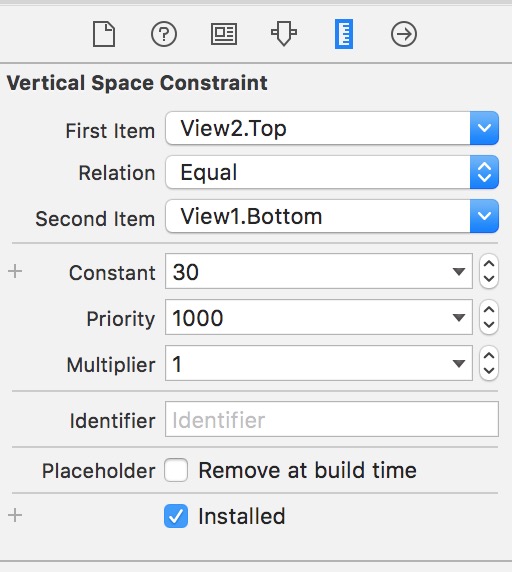 Vertical Space Constraint
First Item View2.Top
Relation Equal
Second Item View1.Bottom
+ Constant 30
Priority 1000
Multiplier 1
Identifier Identifier
Placeholder Remove at build time
+ Installed